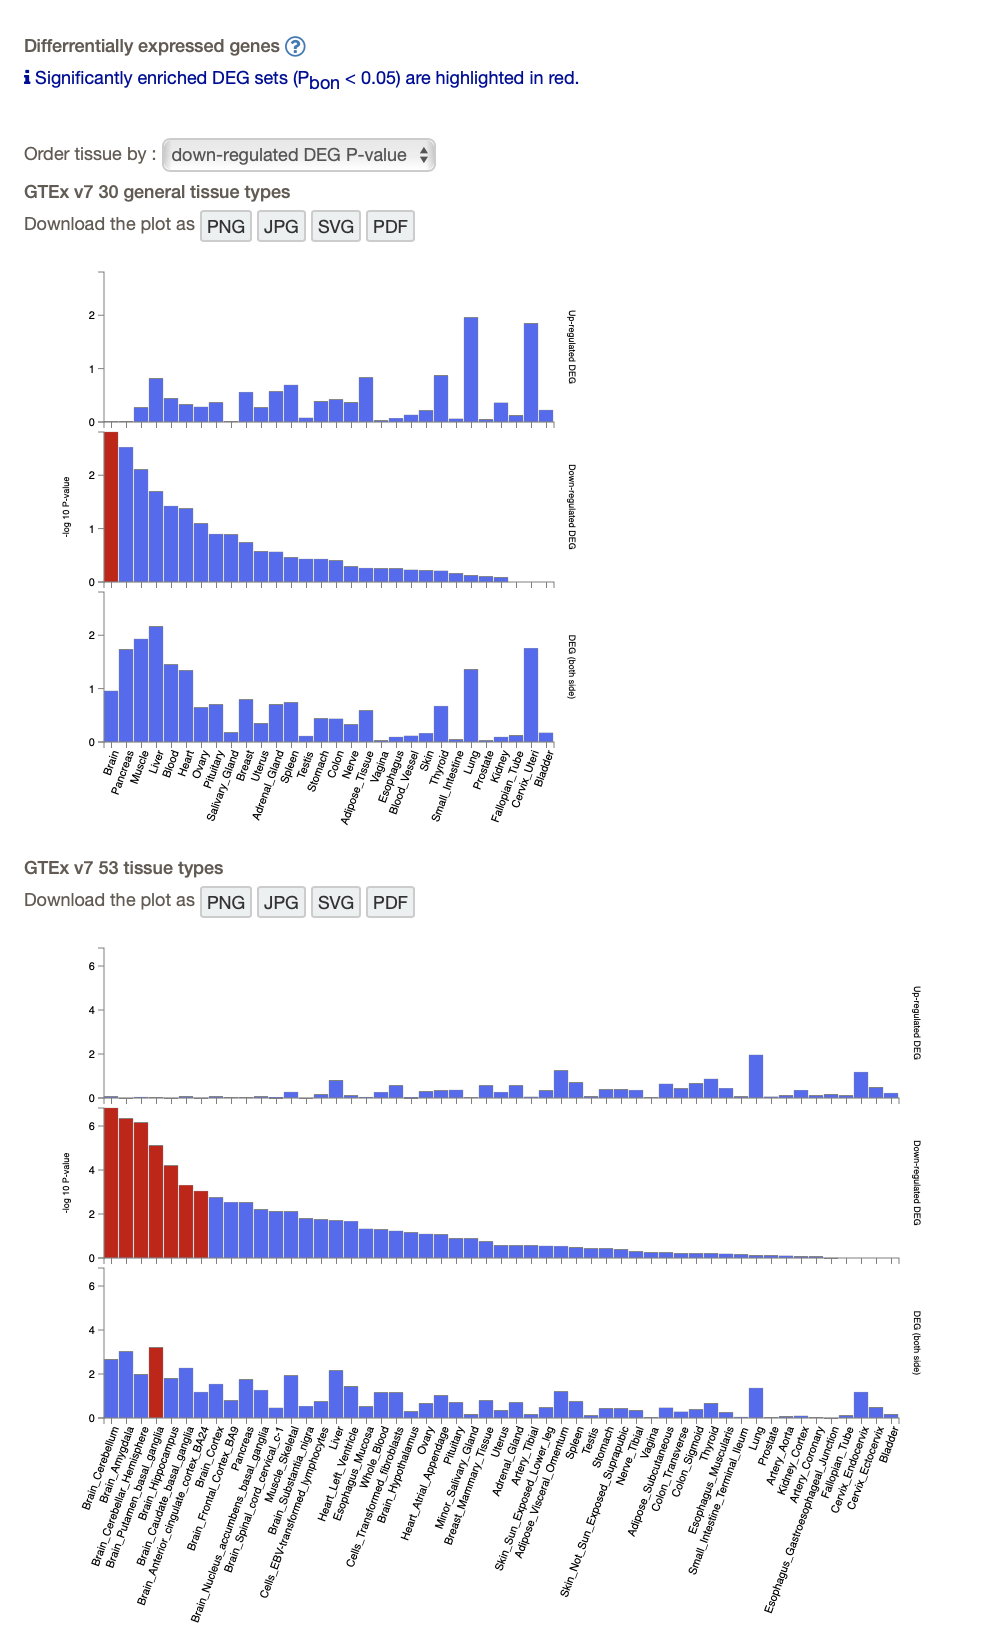 Differrentially expressed genes ?
i Significantly enriched DEG sets (Pbon < 0.05) are highlighted in red.
Order tissue by : down-regulated DEG P-value
GTEx v7 30 general tissue types
Download the plot as PNG JPG SVG PDF
2
1
0
Up-regulated DEG
2
1
0
-log 10 P-value
Down-regulated DEG
2
1
0
DEG (both side)
Brain
Pancreas
Muscle
Liver
Blood
Heart
Ovary
Pituitary
Salivary_Gland
Breast
Uterus
Adrenal_Gland
Spleen
Testis
Stomach
Colon
Nerve
Adipose_Tissue
Vagina
Esophagus
Blood_Vessel
Skin
Thyroid
Small_Intestine
Lung
Prostate
Kidney
Fallopian_Tube
Cervix_Uteri
Bladder
GTEx v7 53 tissue types
Download the plot as PNG JPG SVG PDF
6
4
2
0
Up-regulated DEG
6
4
2
0
-log 10 P-value
Down-regulated DEG
6
4
2
0
DEG (both side)
Brain_Cerebellum
Brain_Amygdala
Brain_Cerebellar_Hemisphere
Brain_Putamen_basal_ganglia
Brain_Hippocampus
Brain_Caudate_basal_ganglia
Brain_Anterior_cingulate_cortex_BA24
Brain_Cortex
Brain_Frontal_Cortex_BA9
Pancreas
Brain_Nucleus_accumbens_basal_ganglia
Brain_Spinal_cord_cervical_c-1
Muscle_Skeletal
Brain_Substantia_nigra
Cells_EBV-transformed_lymphocytes
Liver
Heart_Left_Ventricle
Esophagus_Mucosa
Whole_Blood
Cells_Transformed_fibroblasts
Brain_Hypothalamus
Ovary
Heart_Atrial_Appendage
Pituitary
Minor_Salivary_Gland
Breast_Mammary_Tissue
Uterus
Adrenal_Gland
Artery_Tibial
Skin_Sun_Exposed_Lower_leg
Adipose_Visceral_Omentum
Spleen
Testis
Stomach
Skin_Not_Sun_Exposed_Suprapubic
Nerve_Tibial
Vagina
Adipose_Subcutaneous
Colon_Transverse
Colon_Sigmoid
Thyroid
Esophagus_Muscularis
Small_Intestine_Terminal_Ileum
Lung
Prostate
Artery_Aorta
Kidney_Cortex
Artery_Coronary
Esophagus_Gastroesophageal_Junction
Fallopian_Tube
Cervix_Endocervix
Cervix_Ectocervix
Bladder